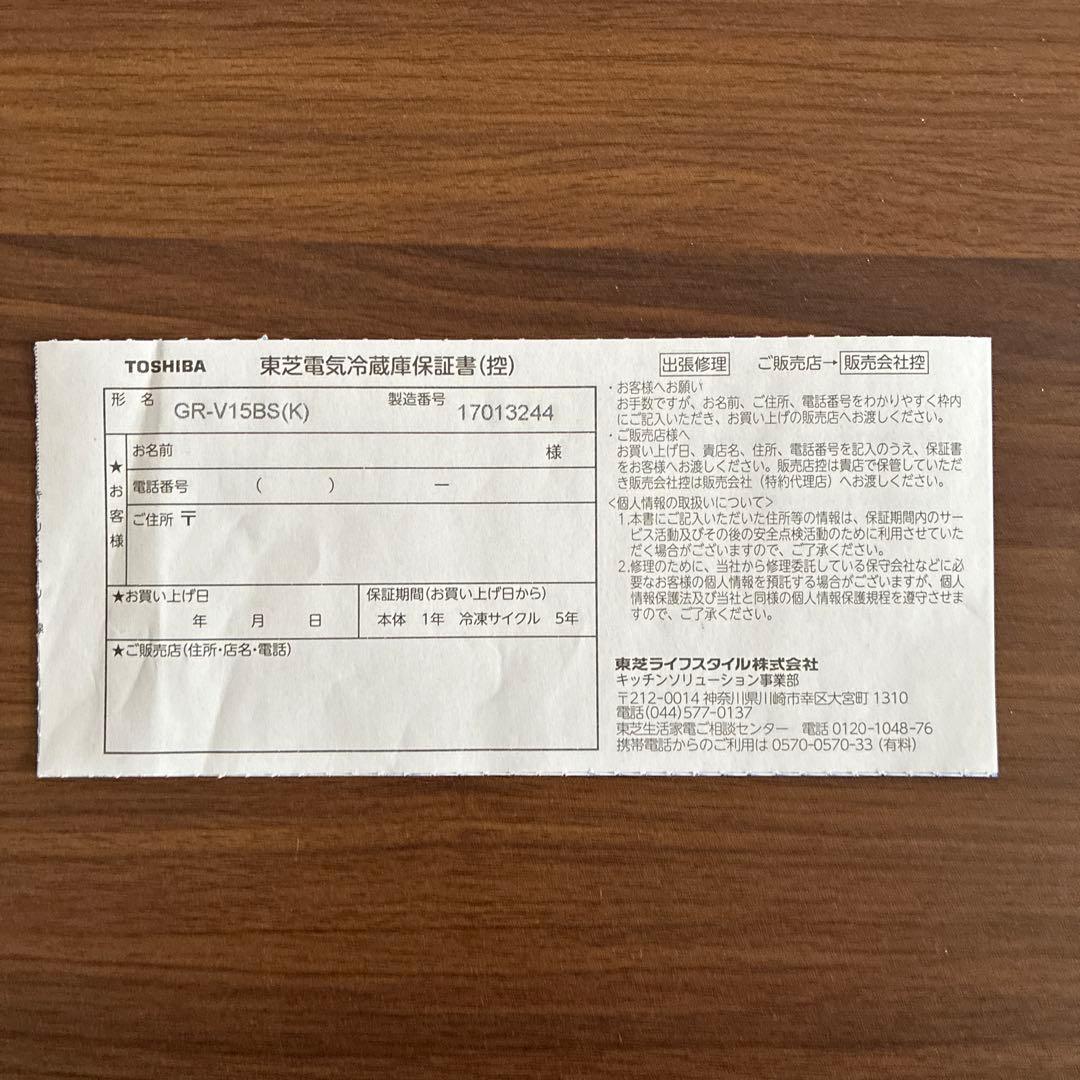 TOSHIBA 東芝電気冷蔵庫保証書(控)
形 名 GR-V15BS(K) 製造番号 17013244
★お客様
お名前 様
電話番号 ( ) ー
ご住所 〒
★お買い上げ日
年 月 日
保証期間(お買い上げ日から)
本体 1年 冷凍サイクル 5年
★ご販売店(住所・店名・電話)
出張修理 ご販売店→販売会社控
・お客様へお願い
お手数ですが、お名前、ご住所、電話番号をわかりやすく枠内
にご記入いただき、お買い上げの販売店へお渡しください。
・ご販売店様へ
お買い上げ日、貴店名、住所、電話番号を記入のうえ、保証書
をお客様へお渡しください。販売店控は貴店で保管していただ
き販売会社控は販売会社(特約代理店)へお渡しください。
<個人情報の取扱いについて>
1.本書にご記入いただいた住所等の情報は、保証期間内のサー
ビス活動及びその後の安全点検活動のために利用させていた
だく場合がございますので、ご了承ください。
2.修理のために、当社から修理委託している保守会社などに必
要なお客様の個人情報を預託する場合がございますが、個人
情報保護法及び当社と同様の個人情報保護規程を遵守させま
すので、ご了承ください。
東芝ライフスタイル株式会社
キッチンソリューション事業部
〒212-0014 神奈川県川崎市幸区大宮町 1310
電話(044)577-0137
東芝生活家電ご相談センター 電話 0120-1048-76
携帯電話からのご利用は 0570-0570-33 (有料)